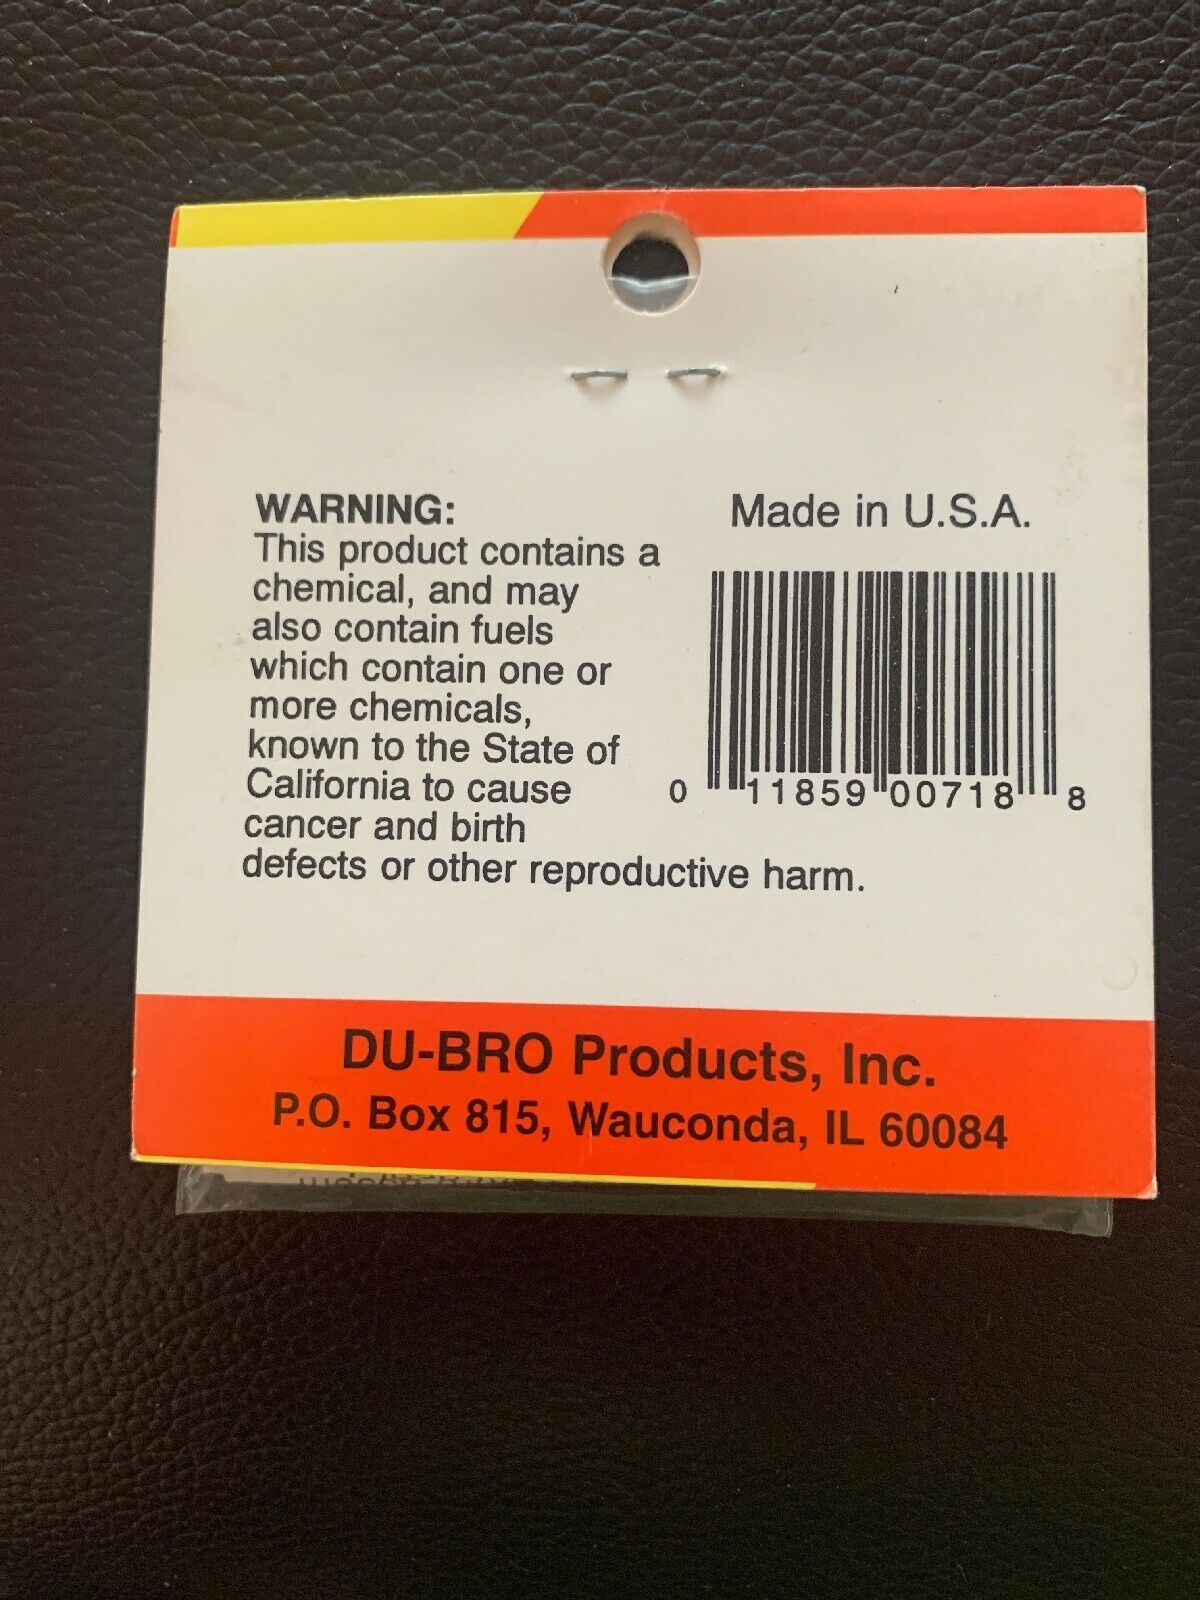 WARNING:
This product contains a
chemical, and may
also contain fuels
which contain one or
more chemicals,
known to the State of
California to cause
cancer and birth
defects or other reproductive harm.
Made in U.S.A.
0 11859 00718 8
DU-BRO Products, Inc.
P.O. Box 815, Wauconda, IL 60084